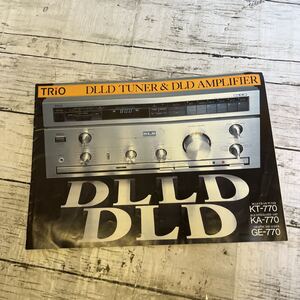 TRIO
DLLD TUNER & DLD AMPLIFIER
DLLD
DLD
KT-770
KA-770
GE-770